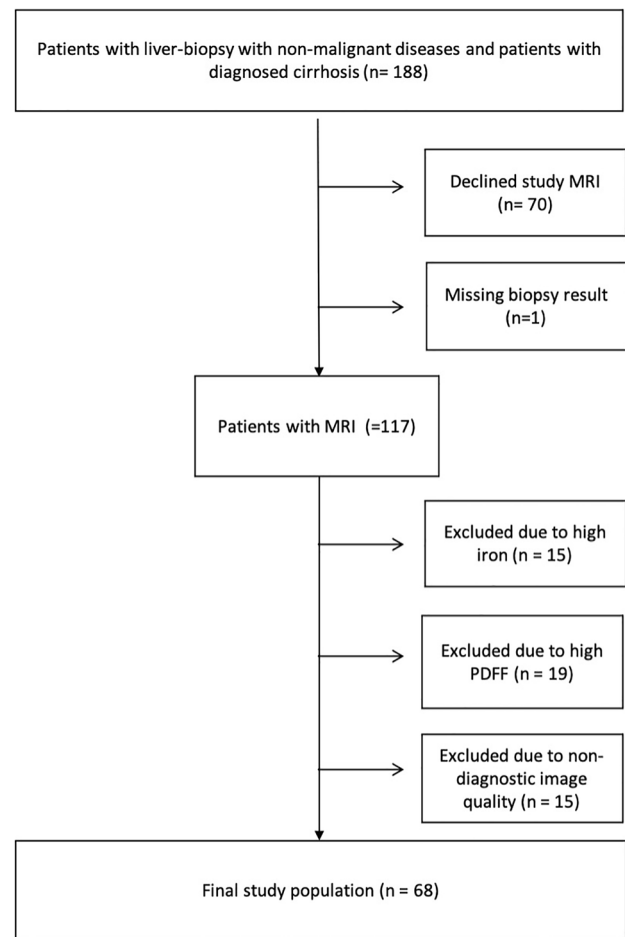 Patients with liver-biopsy with non-malignant diseases and patients with
diagnosed cirrhosis (n= 188)
Declined study MRI
(n= 70)
Missing biopsy result
(n=1)
Patients with MRI (=117)
Excluded due to high
iron (n = 15)
Excluded due to high
PDFF (n = 19)
Excluded due to non-
diagnostic image
quality (n = 15)
Final study population (n = 68)